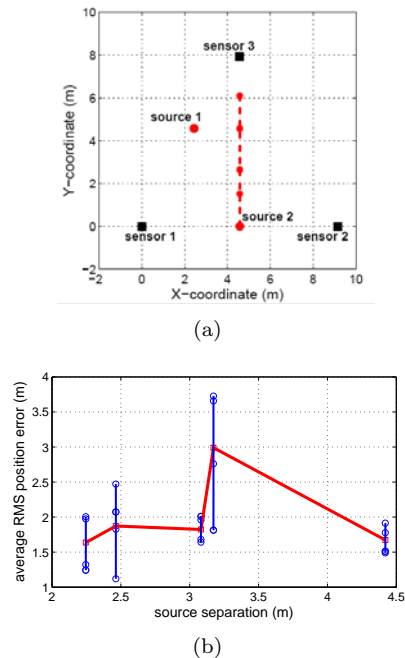 10
8
6
4
2
0
−2
−2
0
2
4
6
8
10
sensor 3
source 1
source 2
sensor 1
sensor 2
Y−coordinate (m)
X−coordinate (m)
(a)
4
3.5
3
2.5
2
1.5
1
2
2.5
3
3.5
4
4.5
average RMS position error (m)
source separation (m)
(b)